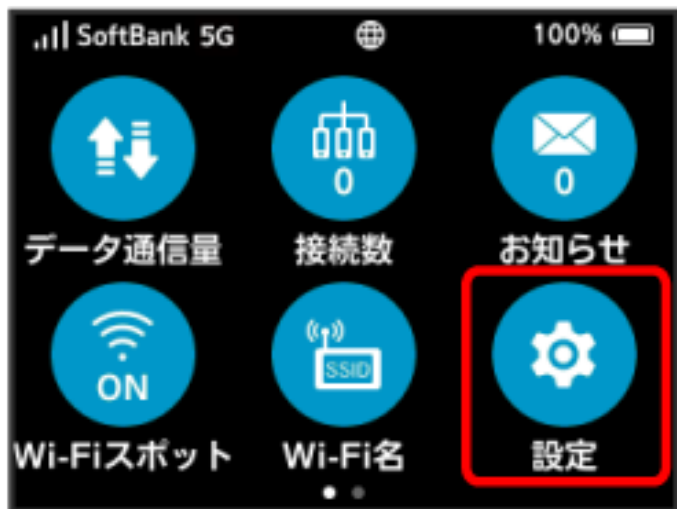 SoftBank 5G 100%
0 0
データ通信量 接続数 お知らせ
ON SSID
Wi-Fiスポット Wi-Fi名 設定